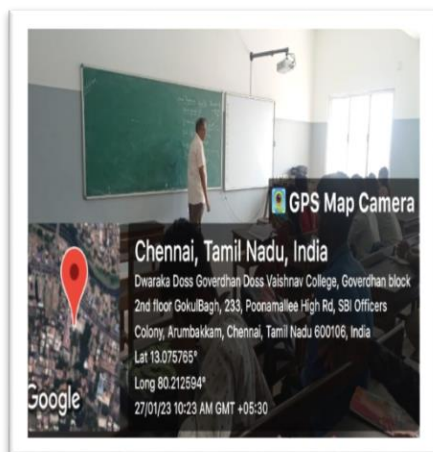 GPS Map Camera
Chennai, Tamil Nadu, India
Dwaraka Doss Goverdhan Doss Vaishnav College, Goverdhan block
2nd floor GokulBagh, 233, Poonamallee High Rd, SBI Officers
Colony, Arumbakkam, Chennai, Tamil Nadu 600106, India
Lat 13.075765°
Long 80.212594°
27/01/23 10:23 AM GMT +05:30
Google